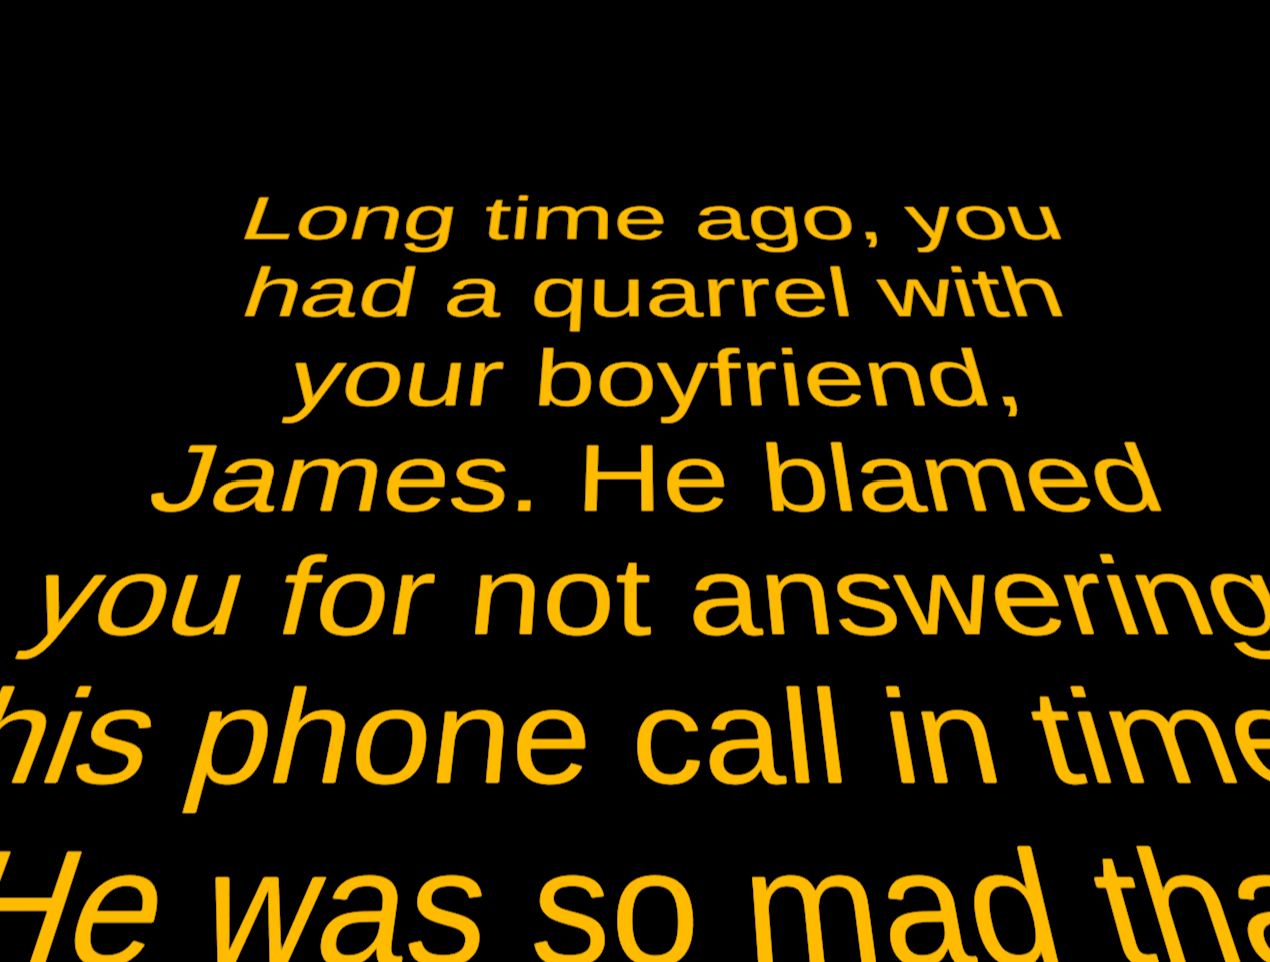 Long time ago, you
had a quarrel with
your boyfriend,
James. He blamed
you for not answering
his phone call in time
He was so mad tha